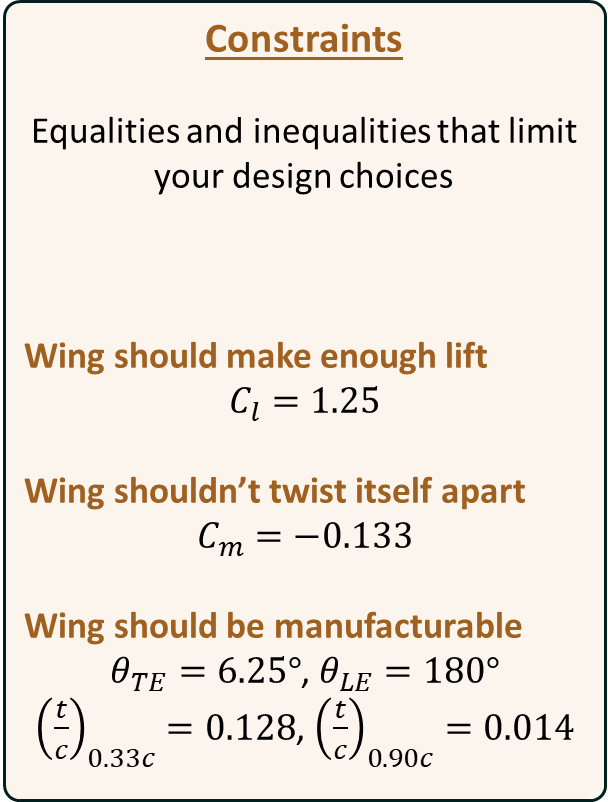 Constraints
Equalities and inequalities that limit
your design choices
Wing should make enough lift
C_l = 1.25
Wing shouldn’t twist itself apart
C_m = −0.133
Wing should be manufacturable
θ_TE = 6.25°, θ_LE = 180°
(t/c)_0.33c = 0.128, (t/c)_0.90c = 0.014